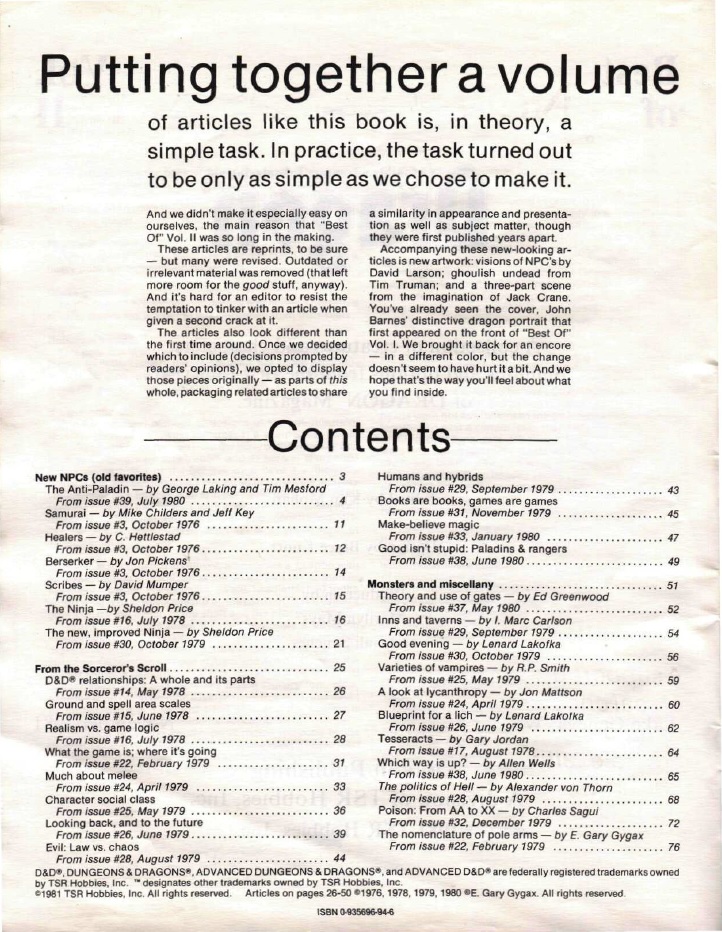 Putting together a volume
of articles like this book is, in theory, a
simple task. In practice, the task turned out
to be only as simple as we chose to make it.
And we didn't make it especially easy on
ourselves, the main reason that "Best
Of" Vol. II was so long in the making.
These articles are reprints, to be sure
— but many were revised. Outdated or
irrelevant material was removed (that left
more room for the good stuff, anyway).
And it's hard for an editor to resist the
temptation to tinker with an article when
given a second crack at it.
The articles also look different than
the first time around. Once we decided
which to include (decisions prompted by
readers' opinions), we opted to display
those pieces originally — as parts of this
whole, packaging related articles to share
a similarity in appearance and presenta-
tion as well as subject matter, though
they were first published years apart.
Accompanying these new-looking ar-
ticles is new artwork: visions of NPC's by
David Larson; ghoulish undead from
Tim Truman; and a three-part scene
from the imagination of Jack Crane.
You've already seen the cover, John
Barnes' distinctive dragon portrait that
first appeared on the front of "Best Of"
Vol. I. We brought it back for an encore
— in a different color, but the change
doesn't seem to have hurt it a bit. And we
hope that's the way you'll feel about what
you find inside.
Contents
New NPCs (old favorites) ............................... 3
The Anti-Paladin — by George Laking and Tim Mesford
From issue #39, July 1980 ........................... 4
Samurai — by Mike Childers and Jeff Key
From issue #3, October 1976 ....................... 11
Healers — by C. Hettlestad
From issue #3, October 1976........................ 12
Berserker — by Jon Pickens
From issue #3, October 1976........................ 14
Scribes — by David Mumper
From issue #3, October 1976........................ 15
The Ninja —by Sheldon Price
From issue #16, July 1978 .......................... 16
The new, improved Ninja — by Sheldon Price
From issue #30, October 1979 ...................... 21
From the Sorceror's Scroll.............................. 25
D&D® relationships: A whole and its parts
From issue #14, May 1978 .......................... 26
Ground and spell area scales
From issue #15, June 1978 ......................... 27
Realism vs. game logic
From issue #16, July 1978 .......................... 28
What the game is; where it's going
From issue #22, February 1979 ..................... 31
Much about melee
From issue #24, April 1979 ......................... 33
Character social class
From issue #25, May 1979 .......................... 36
Looking back, and to the future
From issue #26, June 1979.......................... 39
Evil: Law vs. chaos
From issue #28, August 1979 ....................... 44
Humans and hybrids
From issue #29, September 1979 .................... 43
Books are books, games are games
From issue #31, November 1979 ..................... 45
Make-believe magic
From issue #33, January 1980 ...................... 47
Good isn't stupid: Paladins & rangers
From issue #38, June 1980.......................... 49
Monsters and miscellany ............................... 51
Theory and use of gates — by Ed Greenwood
From issue #37, May 1980 .......................... 52
Inns and taverns — by I. Marc Carlson
From issue #29, September 1979 .................... 54
Good evening — by Lenard Lakofka
From issue #30, October 1979 ...................... 56
Varieties of vampires — by R.P. Smith
From issue #25, May 1979 .......................... 59
A look at lycanthropy — by Jon Mattson
From issue #24, April 1979 ......................... 60
Blueprint for a lich — by Lenard Lakofka
From issue #26, June 1979 ......................... 62
Tesseracts — by Gary Jordan
From issue #17, August 1978........................ 64
Which way is up? — by Allen Wells
From issue #38, June 1980.......................... 65
The politics of Hell — by Alexander von Thorn
From issue #28, August 1979 ....................... 68
Poison: From AA to XX — by Charles Sagui
From issue #32, December 1979 ..................... 72
The nomenclature of pole arms — by E. Gary Gygax
From issue #22, February 1979 ..................... 76
D&D®, DUNGEONS & DRAGONS®, ADVANCED DUNGEONS & DRAGONS®, and ADVANCED D&D® are federally registered trademarks owned
by TSR Hobbies, Inc. ™ designates other trademarks owned by TSR Hobbies, Inc.
©1981 TSR Hobbies, Inc. All rights reserved. Articles on pages 26-50 ©1976, 1978, 1979, 1980 ©E. Gary Gygax. All rights reserved.
ISBN 0-935696-94-6